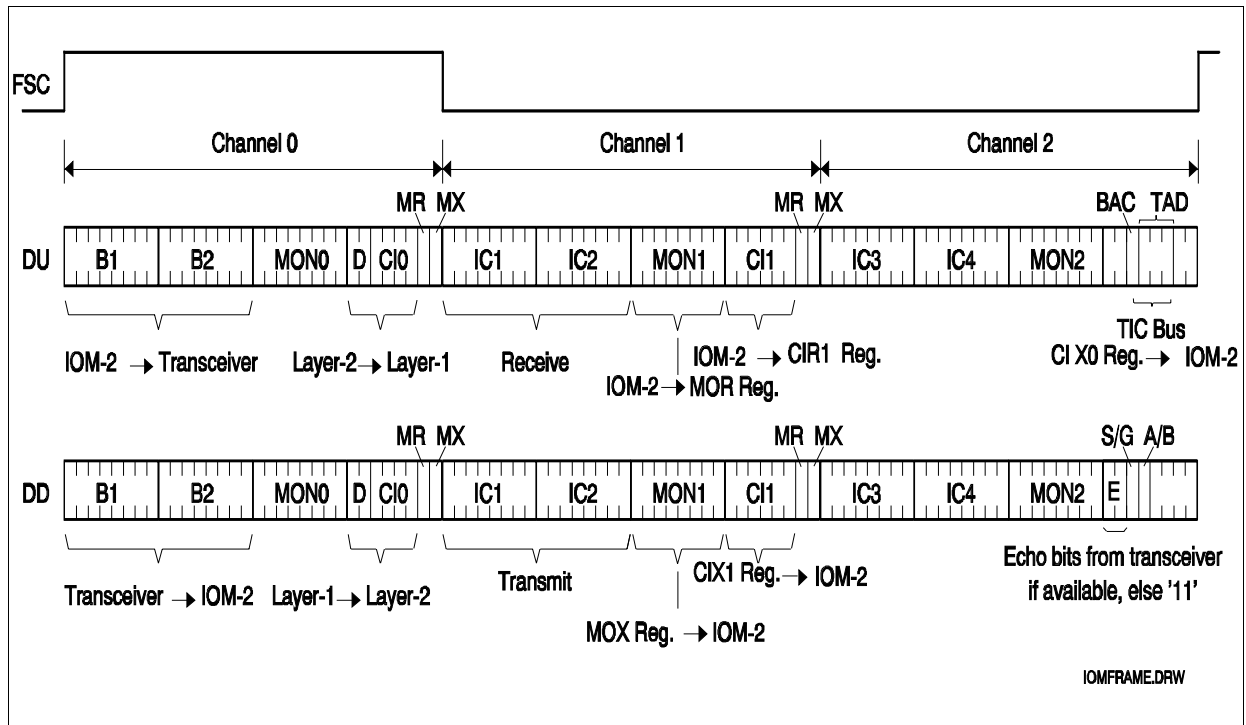 FSC
Channel 0 Channel 1 Channel 2
MR MX MR MX BAC TAD
DU B1 B2 MON0 D CI0 IC1 IC2 MON1 CI1 IC3 IC4 MON2
TIC Bus
IOM-2 → Transceiver Layer-2 → Layer-1 Receive IOM-2 → CIR1 Reg. CI X0 Reg. → IOM-2
IOM-2 → MOR Reg.
MR MX MR MX S/G A/B
DD B1 B2 MON0 D CI0 IC1 IC2 MON1 CI1 IC3 IC4 MON2 E
Echo bits from transceiver
if available, else '11'
Transceiver → IOM-2 Layer-1 → Layer-2 Transmit CIX1 Reg. → IOM-2
MOX Reg. → IOM-2
IOMFRAME.DRW